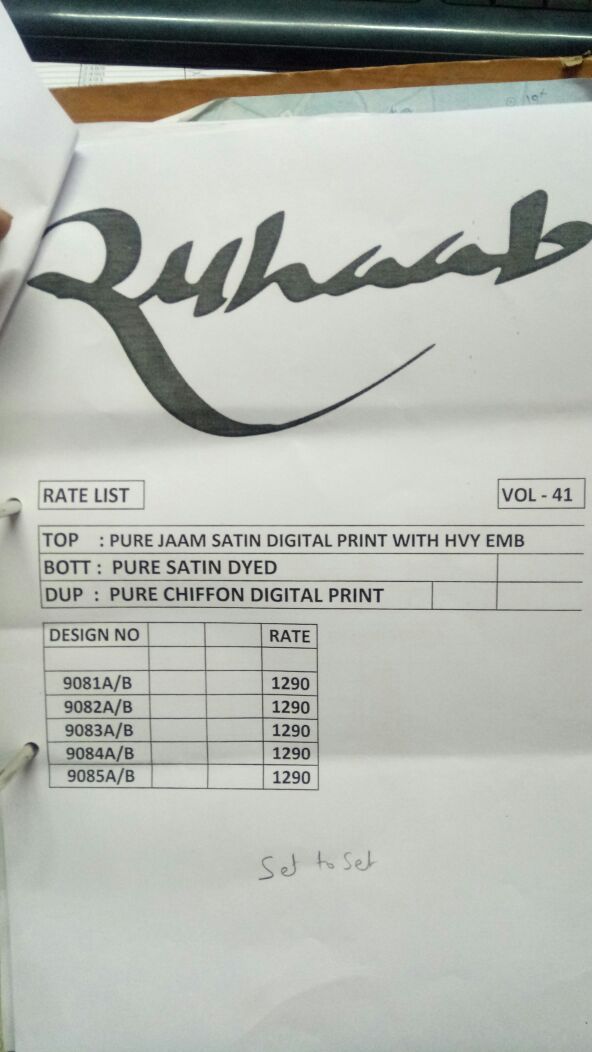 Ruhaab
RATE LIST VOL - 41
TOP : PURE JAAM SATIN DIGITAL PRINT WITH HVY EMB
BOTT : PURE SATIN DYED
DUP : PURE CHIFFON DIGITAL PRINT
DESIGN NO RATE
9081A/B 1290
9082A/B 1290
9083A/B 1290
9084A/B 1290
9085A/B 1290
Set to Set